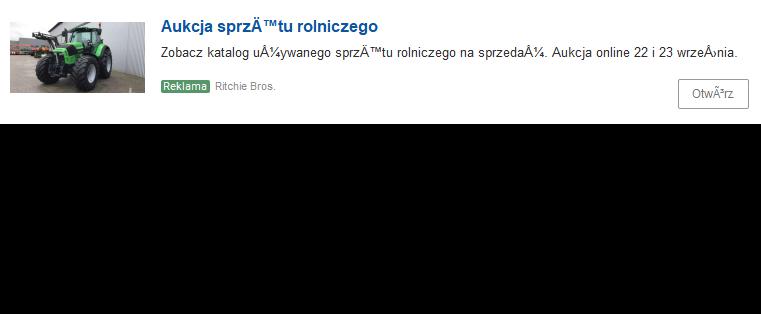 Aukcja sprzÄ™tu rolniczego
Zobacz katalog uÅ¼ywanego sprzÄ™tu rolniczego na sprzedaÅ¼. Aukcja online 22 i 23 wrzeÅ›nia.
Reklama Ritchie Bros.
OtwÃ³rz